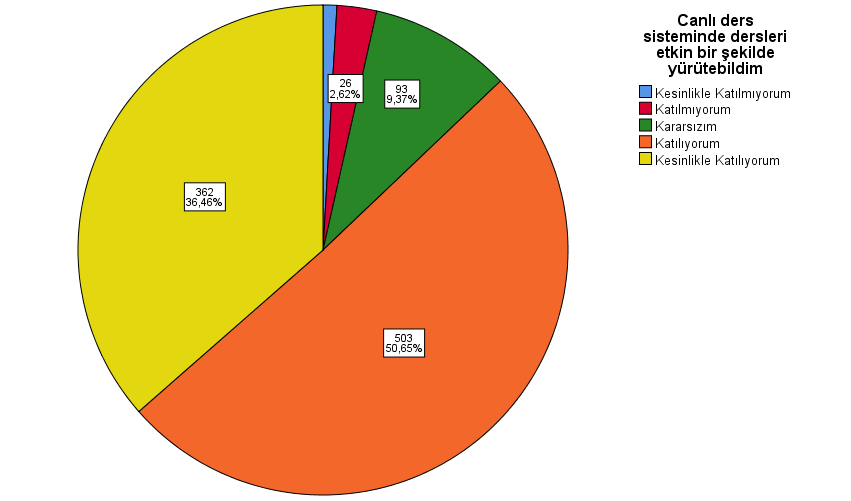 Canlı ders
sisteminde dersleri
etkin bir şekilde
yürütebildim
Kesinlikle Katılmıyorum
Katılmıyorum
Kararsızım
Katılıyorum
Kesinlikle Katılıyorum
26
2,62%
93
9,37%
362
36,46%
503
50,65%